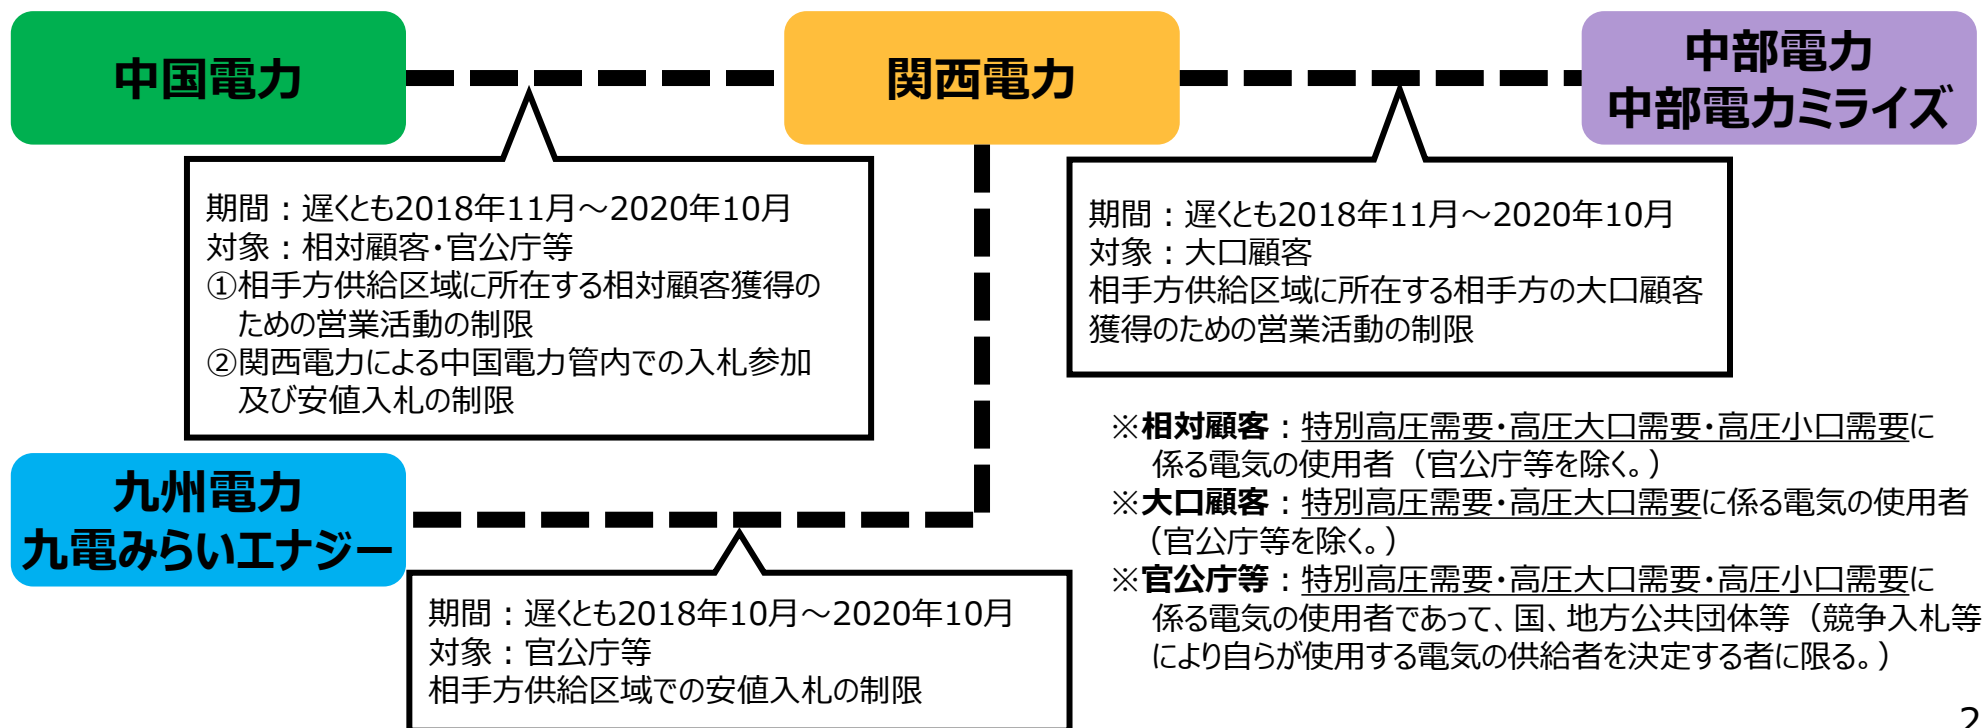 中国電力
関西電力
中部電力
中部電力ミライズ
期間：遅くとも2018年11月～2020年10月
対象：相対顧客・官公庁等
①相手方供給区域に所在する相対顧客獲得の
ための営業活動の制限
②関西電力による中国電力管内での入札参加
及び安値入札の制限
期間：遅くとも2018年11月～2020年10月
対象：大口顧客
相手方供給区域に所在する相手方の大口顧客
獲得のための営業活動の制限
九州電力
九電みらいエナジー
期間：遅くとも2018年10月～2020年10月
対象：官公庁等
相手方供給区域での安値入札の制限
※相対顧客：特別高圧需要・高圧大口需要・高圧小口需要に
係る電気の使用者（官公庁等を除く。）
※大口顧客：特別高圧需要・高圧大口需要に係る電気の使用者
（官公庁等を除く。）
※官公庁等：特別高圧需要・高圧大口需要・高圧小口需要に
係る電気の使用者であって、国、地方公共団体等（競争入札等
により自らが使用する電気の供給者を決定する者に限る。）
2